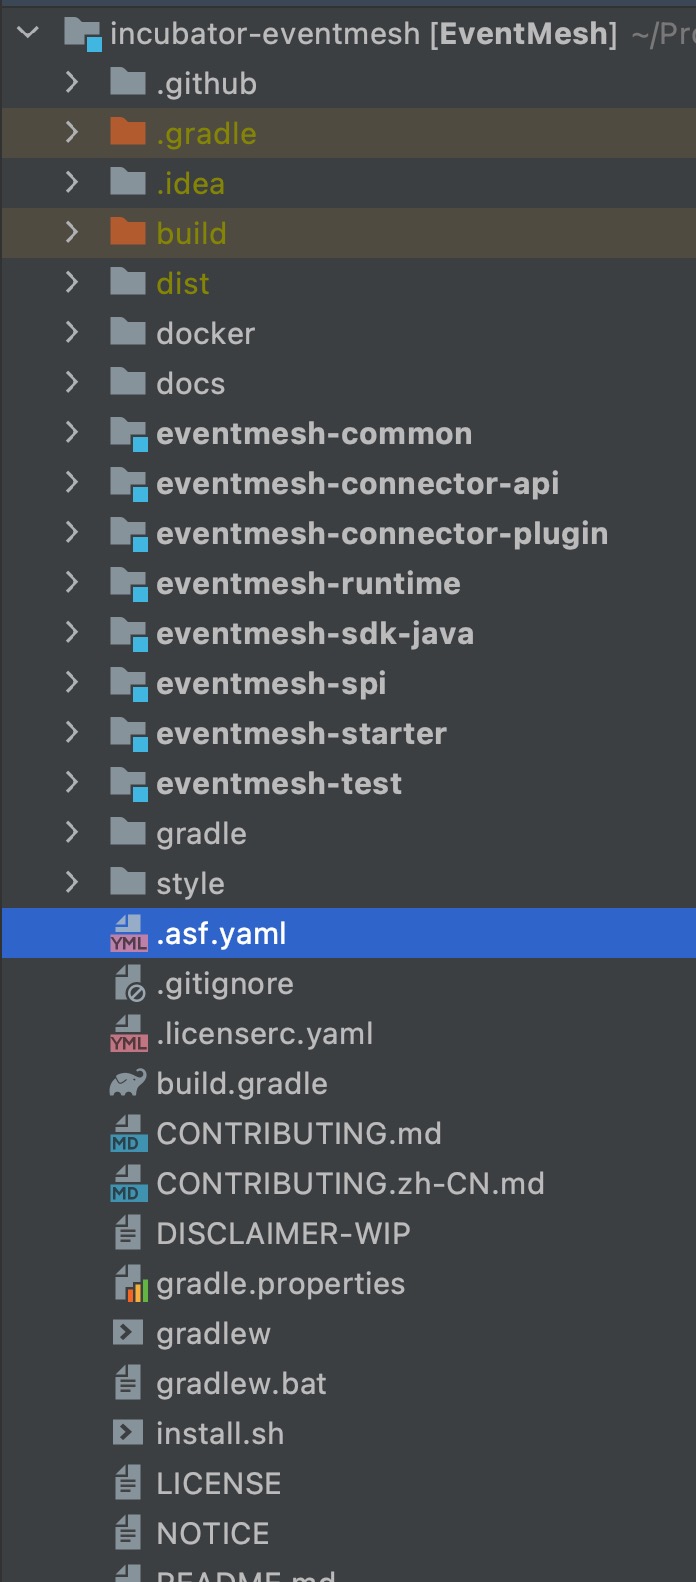 incubator-eventmesh [EventMesh] ~/Pro
.github
.gradle
.idea
build
dist
docker
docs
eventmesh-common
eventmesh-connector-api
eventmesh-connector-plugin
eventmesh-runtime
eventmesh-sdk-java
eventmesh-spi
eventmesh-starter
eventmesh-test
gradle
style
YML .asf.yaml
.gitignore
YML .licenserc.yaml
build.gradle
MD CONTRIBUTING.md
MD CONTRIBUTING.zh-CN.md
DISCLAIMER-WIP
gradle.properties
gradlew
gradlew.bat
install.sh
LICENSE
NOTICE
README.md